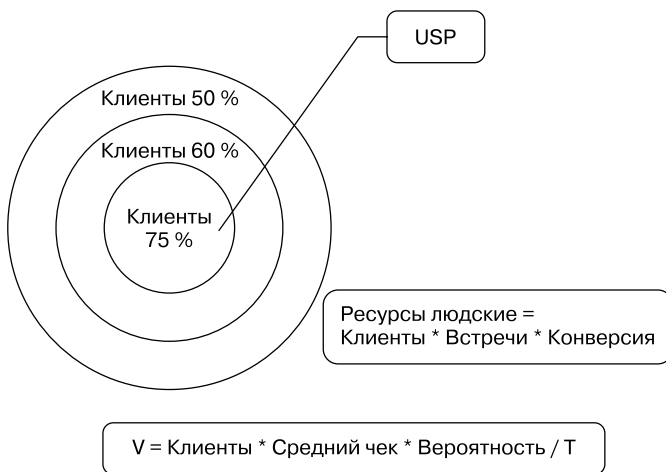 USP
Клиенты 50 %
Клиенты 60 %
Клиенты
75 %
Ресурсы людские =
Клиенты * Встречи * Конверсия
V = Клиенты * Средний чек * Вероятность / T